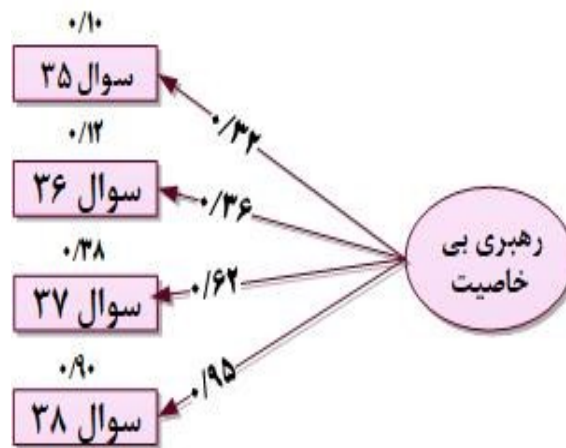 ۰/۱۰
سوال ۳۵
۰/۳۲
۰/۱۲
سوال ۳۶
۰/۳۶
۰/۳۸
سوال ۳۷
۰/۶۲
۰/۹۰
سوال ۳۸
۰/۹۵
رهبری بی
خاصیت